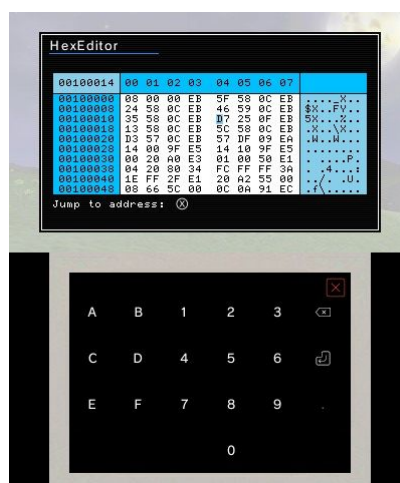 HexEditor
00100014 00 01 02 03 04 05 06 07
00100000 08 00 00 EB 5F 58 0C EB ...._X..
00100008 24 58 0C EB 46 59 0C EB $X..FY..
00100010 35 58 0C EB D7 25 0F EB 5X...%..
00100018 13 58 0C EB 5C 58 0C EB .X..\X..
00100020 D3 57 0C EB 57 DF 09 EA .W..W...
00100028 14 00 9F E5 14 10 9F E5 ........
00100030 00 20 A0 E3 01 00 50 E1 . ....P.
00100038 04 20 80 34 FC FF FF 3A . .4...:
00100040 1E FF 2F E1 20 A2 55 00 ../. .U.
00100048 08 66 5C 00 0C 0A 91 EC .f\.....
Jump to address: Ⓧ
A B 1 2 3
C D 4 5 6
E F 7 8 9 .
0